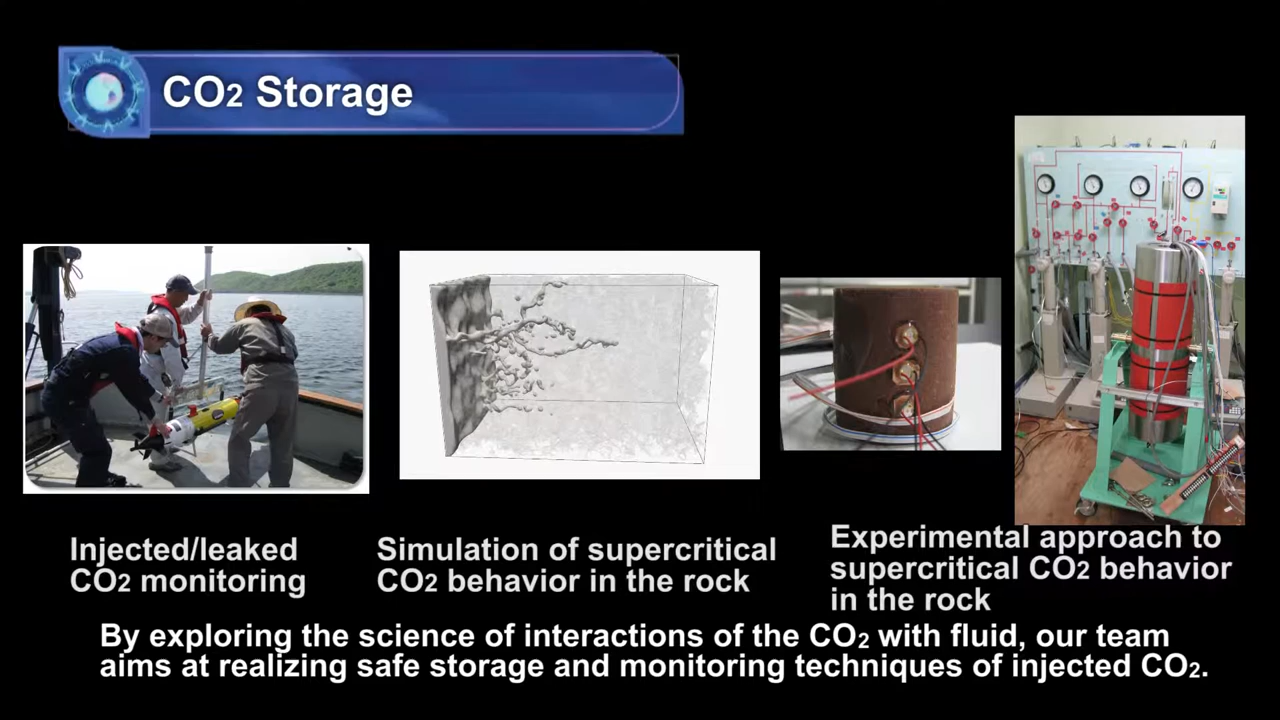 CO2 Storage
Injected/leaked
CO2 monitoring
Simulation of supercritical
CO2 behavior in the rock
Experimental approach to
supercritical CO2 behavior
in the rock
By exploring the science of interactions of the CO2 with fluid, our team
aims at realizing safe storage and monitoring techniques of injected CO2.